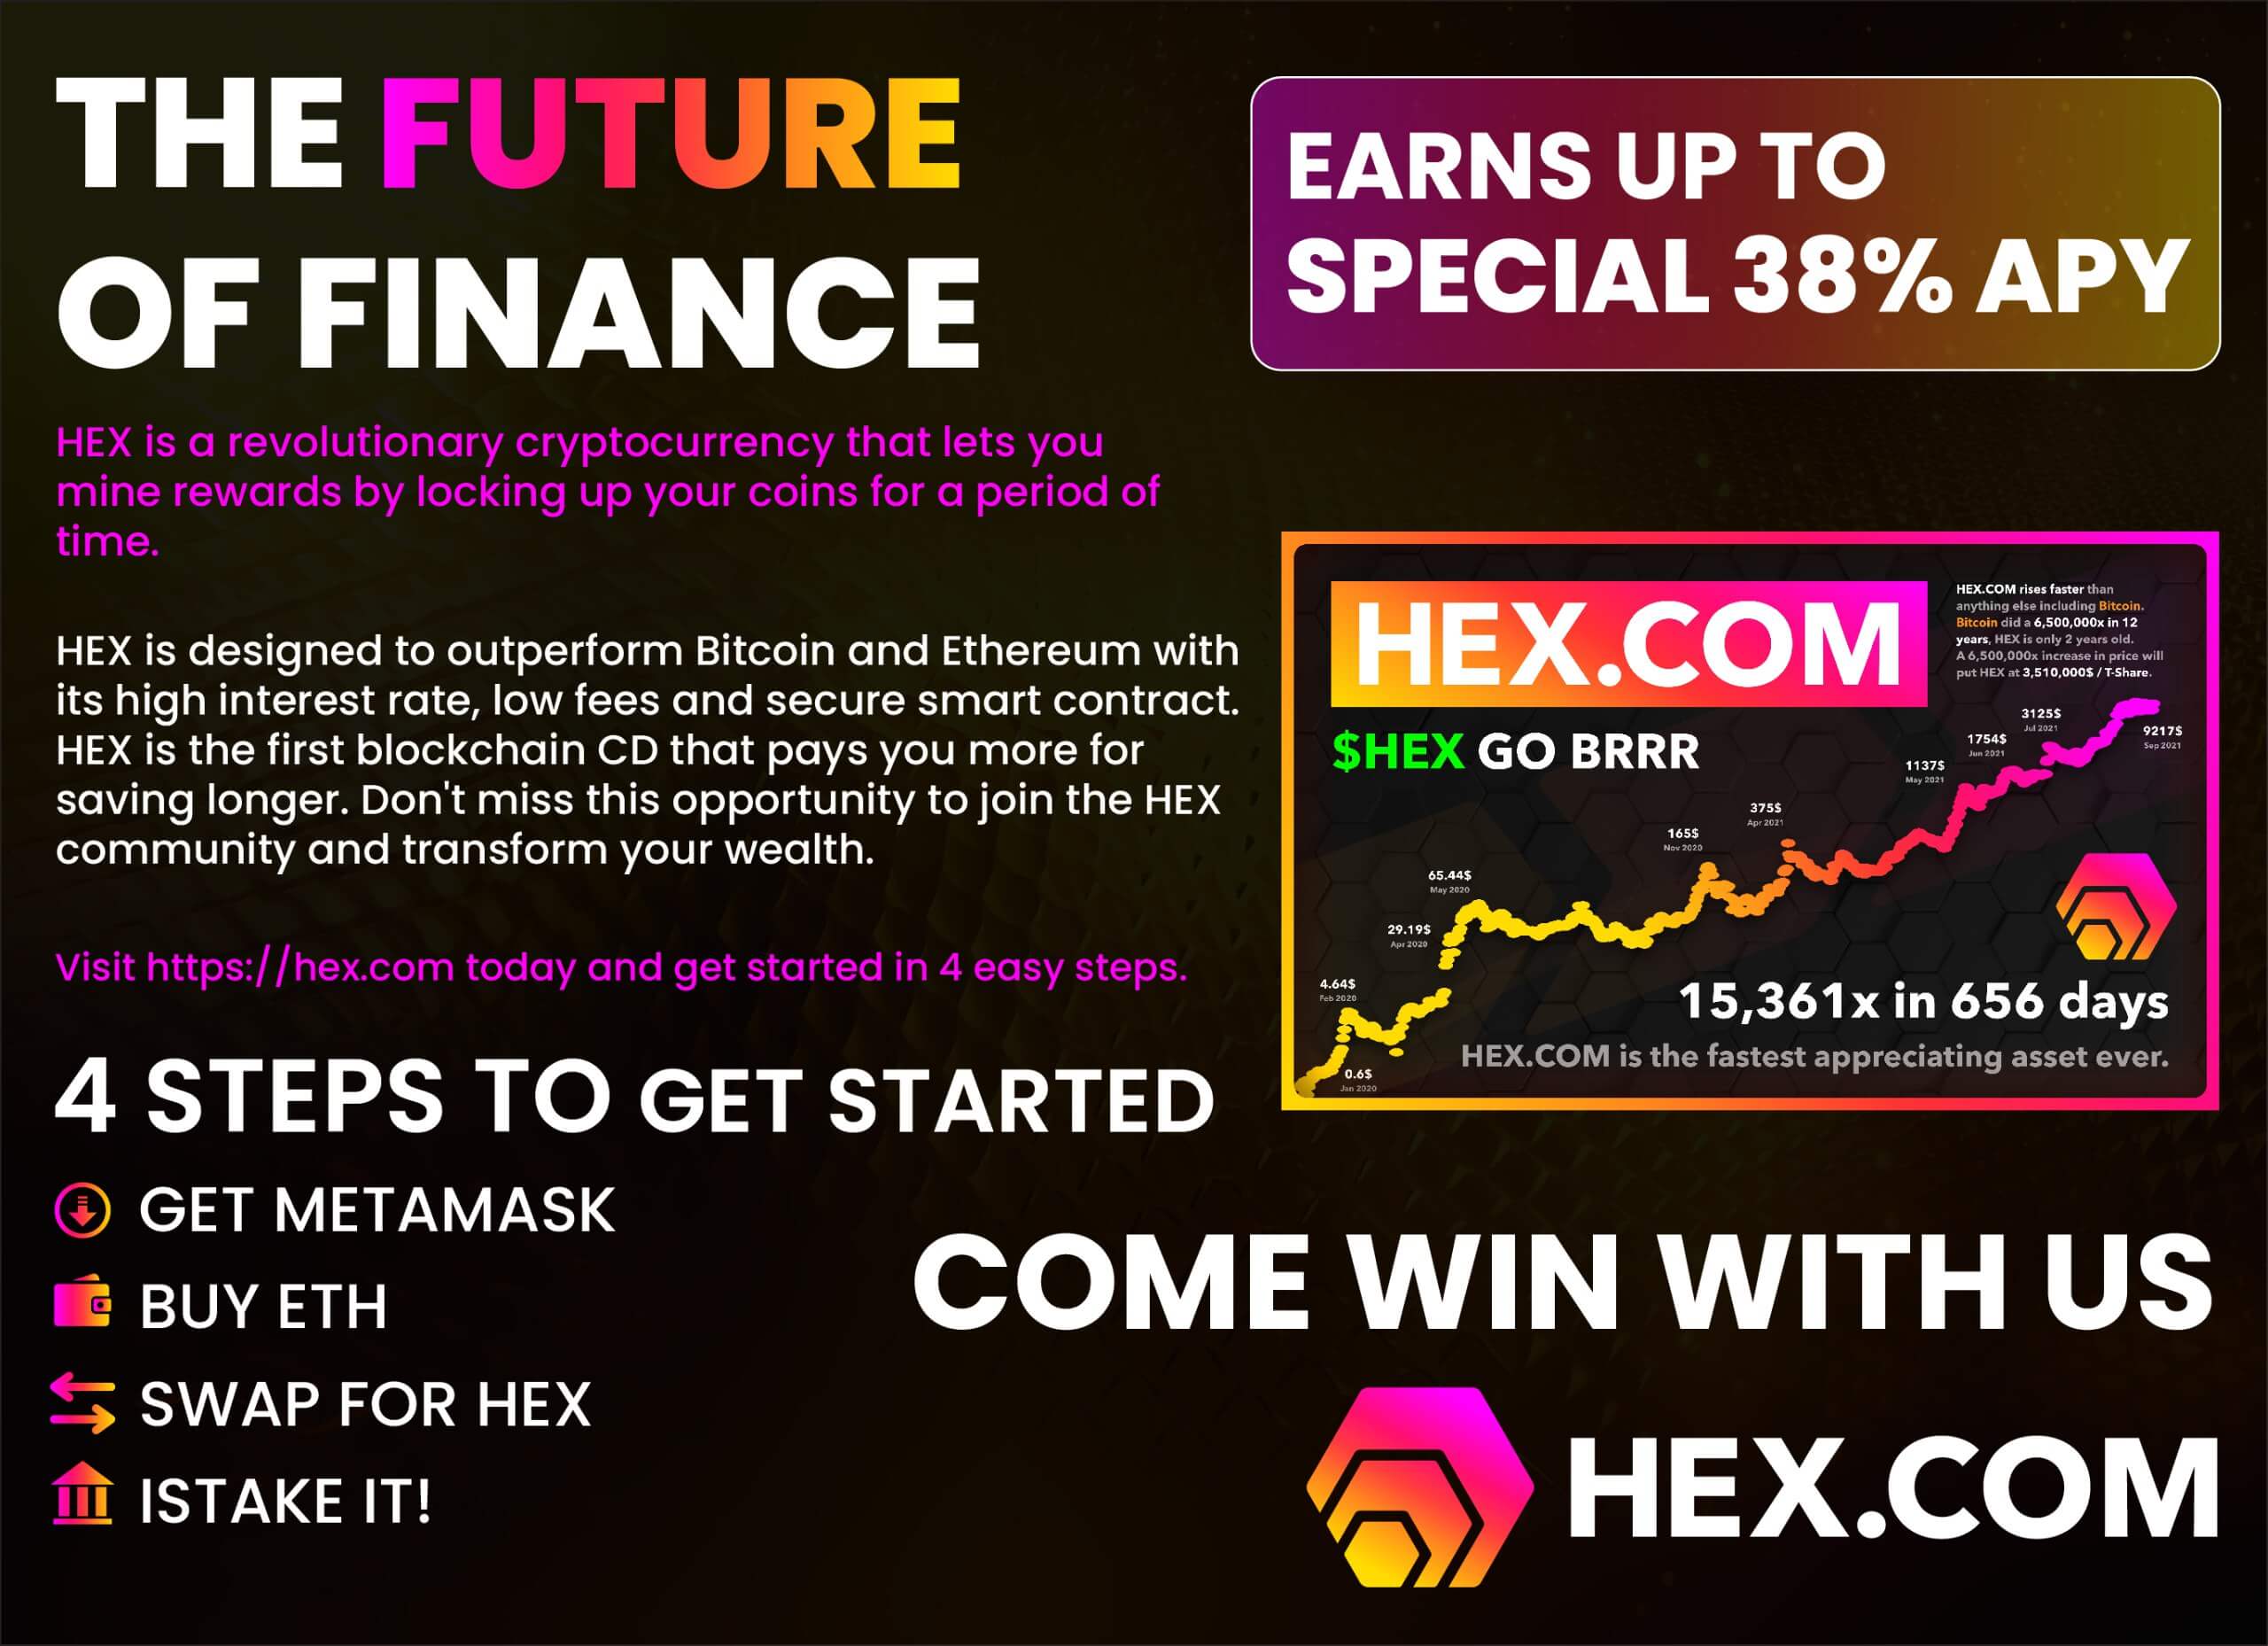 THE FUTURE
OF FINANCE
HEX is a revolutionary cryptocurrency that lets you
mine rewards by locking up your coins for a period of
time.
HEX is designed to outperform Bitcoin and Ethereum with
its high interest rate, low fees and secure smart contract.
HEX is the first blockchain CD that pays you more for
saving longer. Don't miss this opportunity to join the HEX
community and transform your wealth.
Visit https://hex.com today and get started in 4 easy steps.
4 STEPS TO GET STARTED
GET METAMASK
BUY ETH
SWAP FOR HEX
ISTAKE IT!
EARNS UP TO
SPECIAL 38% APY
HEX.COM
$HEX GO BRRR
HEX.COM rises faster than
anything else including Bitcoin.
Bitcoin did a 6,500,000x in 12
years, HEX is only 2 years old.
A 6,500,000x increase in price will
put HEX at 3,510,000$ / T-Share.
0.6$
Jan 2020
4.64$
Feb 2020
29.19$
Apr 2020
65.44$
May 2020
165$
Nov 2020
375$
Apr 2021
1137$
May 2021
1754$
Jun 2021
3125$
Jul 2021
9217$
Sep 2021
15,361x in 656 days
HEX.COM is the fastest appreciating asset ever.
COME WIN WITH US
HEX.COM